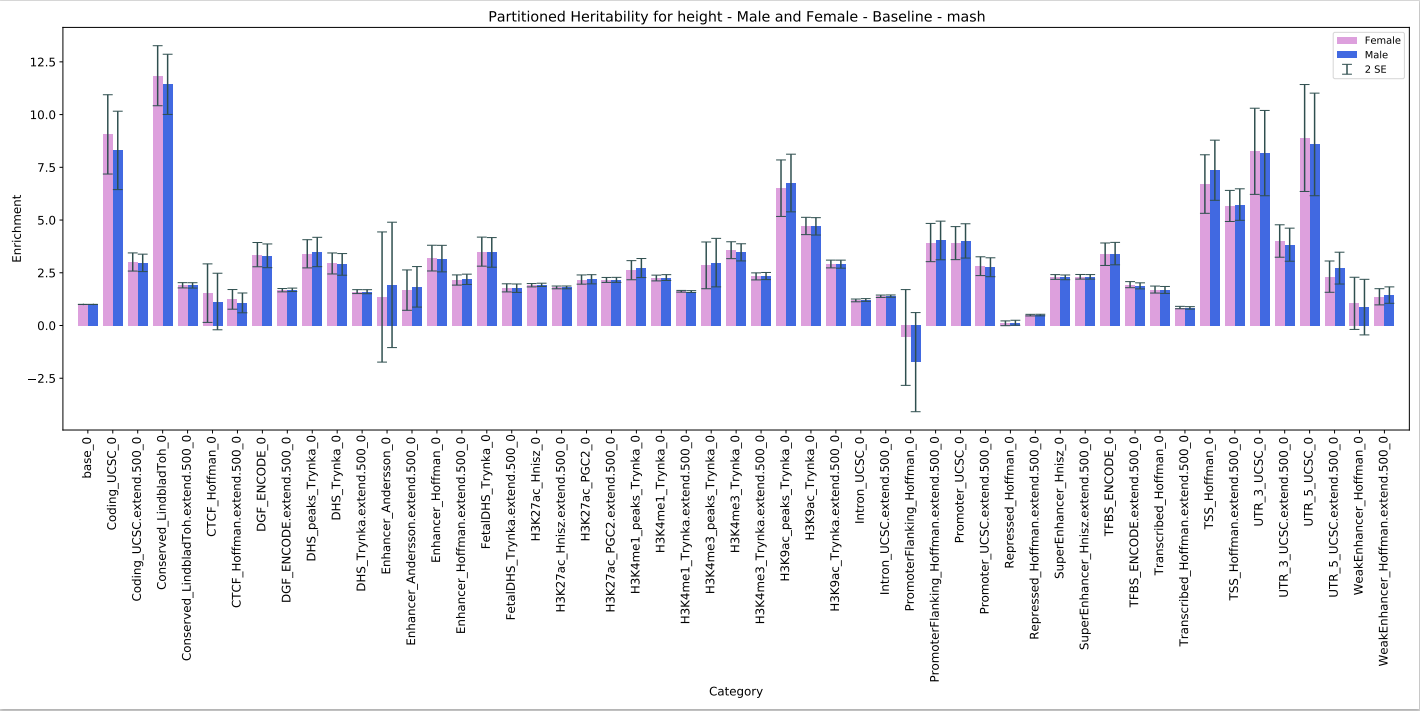 Partitioned Heritability for height - Male and Female - Baseline - mash
Female
Male
2 SE
Enrichment
12.5
10.0
7.5
5.0
2.5
0.0
−2.5
base_0
Coding_UCSC_0
Coding_UCSC.extend.500_0
Conserved_LindbladToh_0
Conserved_LindbladToh.extend.500_0
CTCF_Hoffman_0
CTCF_Hoffman.extend.500_0
DGF_ENCODE_0
DGF_ENCODE.extend.500_0
DHS_peaks_Trynka_0
DHS_Trynka_0
DHS_Trynka.extend.500_0
Enhancer_Andersson_0
Enhancer_Andersson.extend.500_0
Enhancer_Hoffman_0
Enhancer_Hoffman.extend.500_0
FetalDHS_Trynka_0
FetalDHS_Trynka.extend.500_0
H3K27ac_Hnisz_0
H3K27ac_Hnisz.extend.500_0
H3K27ac_PGC2_0
H3K27ac_PGC2.extend.500_0
H3K4me1_peaks_Trynka_0
H3K4me1_Trynka_0
H3K4me1_Trynka.extend.500_0
H3K4me3_peaks_Trynka_0
H3K4me3_Trynka_0
H3K4me3_Trynka.extend.500_0
H3K9ac_peaks_Trynka_0
H3K9ac_Trynka_0
H3K9ac_Trynka.extend.500_0
Intron_UCSC_0
Intron_UCSC.extend.500_0
PromoterFlanking_Hoffman_0
PromoterFlanking_Hoffman.extend.500_0
Promoter_UCSC_0
Promoter_UCSC.extend.500_0
Repressed_Hoffman_0
Repressed_Hoffman.extend.500_0
SuperEnhancer_Hnisz_0
SuperEnhancer_Hnisz.extend.500_0
TFBS_ENCODE_0
TFBS_ENCODE.extend.500_0
Transcribed_Hoffman_0
Transcribed_Hoffman.extend.500_0
TSS_Hoffman_0
TSS_Hoffman.extend.500_0
UTR_3_UCSC_0
UTR_3_UCSC.extend.500_0
UTR_5_UCSC_0
UTR_5_UCSC.extend.500_0
WeakEnhancer_Hoffman_0
WeakEnhancer_Hoffman.extend.500_0
Category